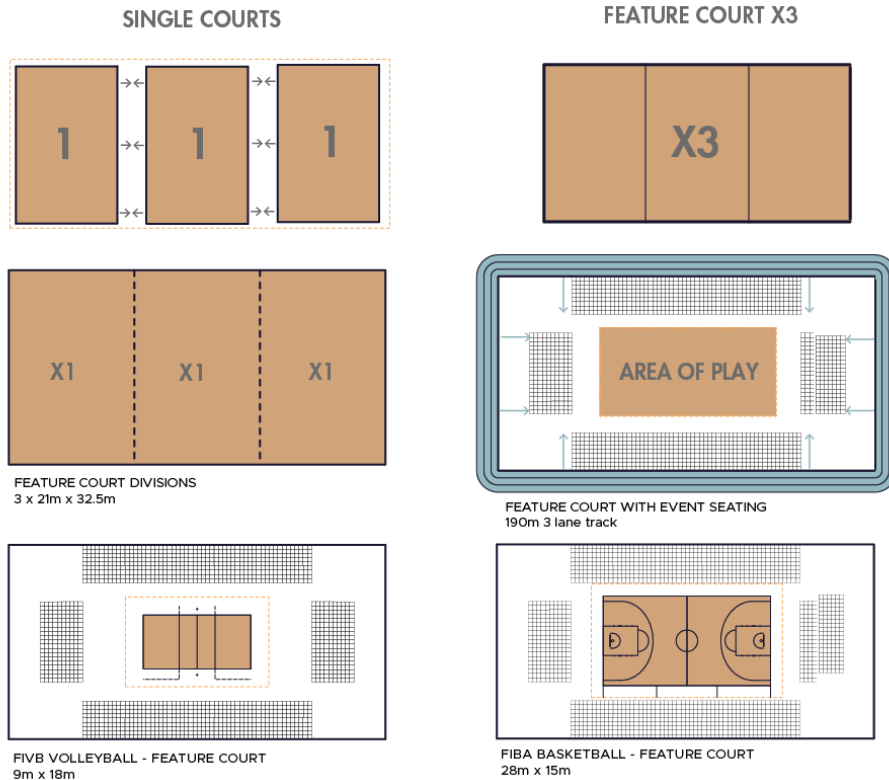 SINGLE COURTS
FEATURE COURT X3
1
1
1
X3
X1
X1
X1
AREA OF PLAY
FEATURE COURT DIVISIONS
3 x 21m x 32.5m
FEATURE COURT WITH EVENT SEATING
190m 3 lane track
FIVB VOLLEYBALL - FEATURE COURT
9m x 18m
FIBA BASKETBALL - FEATURE COURT
28m x 15m